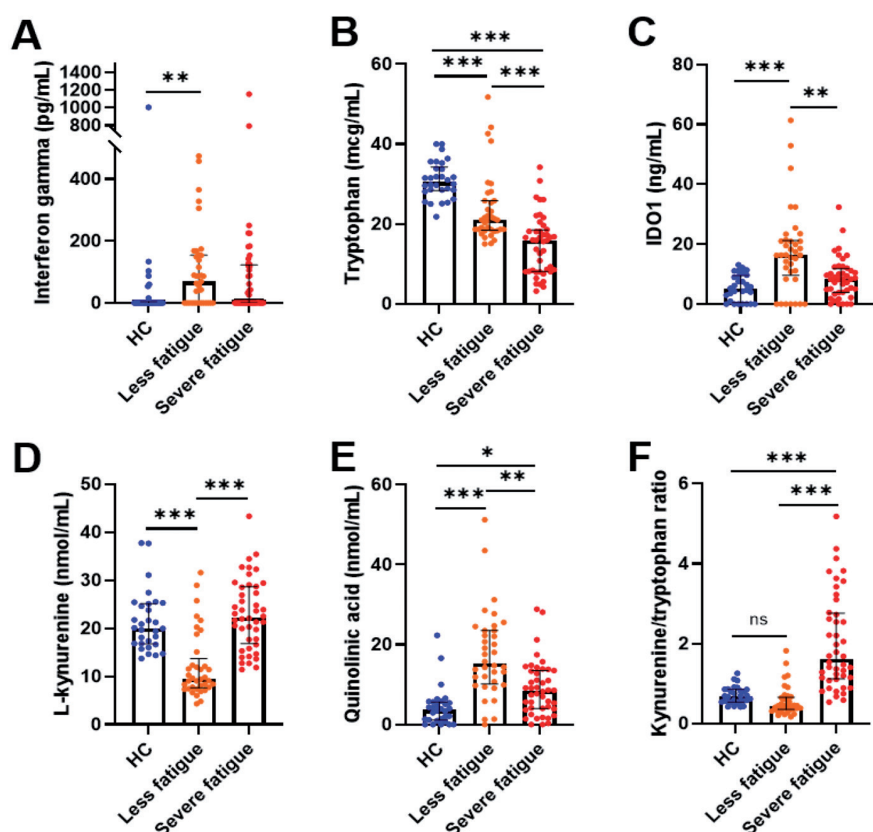 A
Interferon gamma (pg/mL)
1400
1200
1000
800
400
200
0
**
HC
Less fatigue
Severe fatigue
B
Tryptophan (mcg/mL)
60
40
20
0
***
***
***
HC
Less fatigue
Severe fatigue
C
IDO1 (ng/mL)
80
60
40
20
0
***
**
HC
Less fatigue
Severe fatigue
D
L-kynurenine (nmol/mL)
50
40
30
20
10
0
***
***
HC
Less fatigue
Severe fatigue
E
Quinolinic acid (nmol/mL)
60
40
20
0
*
***
**
HC
Less fatigue
Severe fatigue
F
Kynurenine/tryptophan ratio
6
4
2
0
***
***
ns
HC
Less fatigue
Severe fatigue